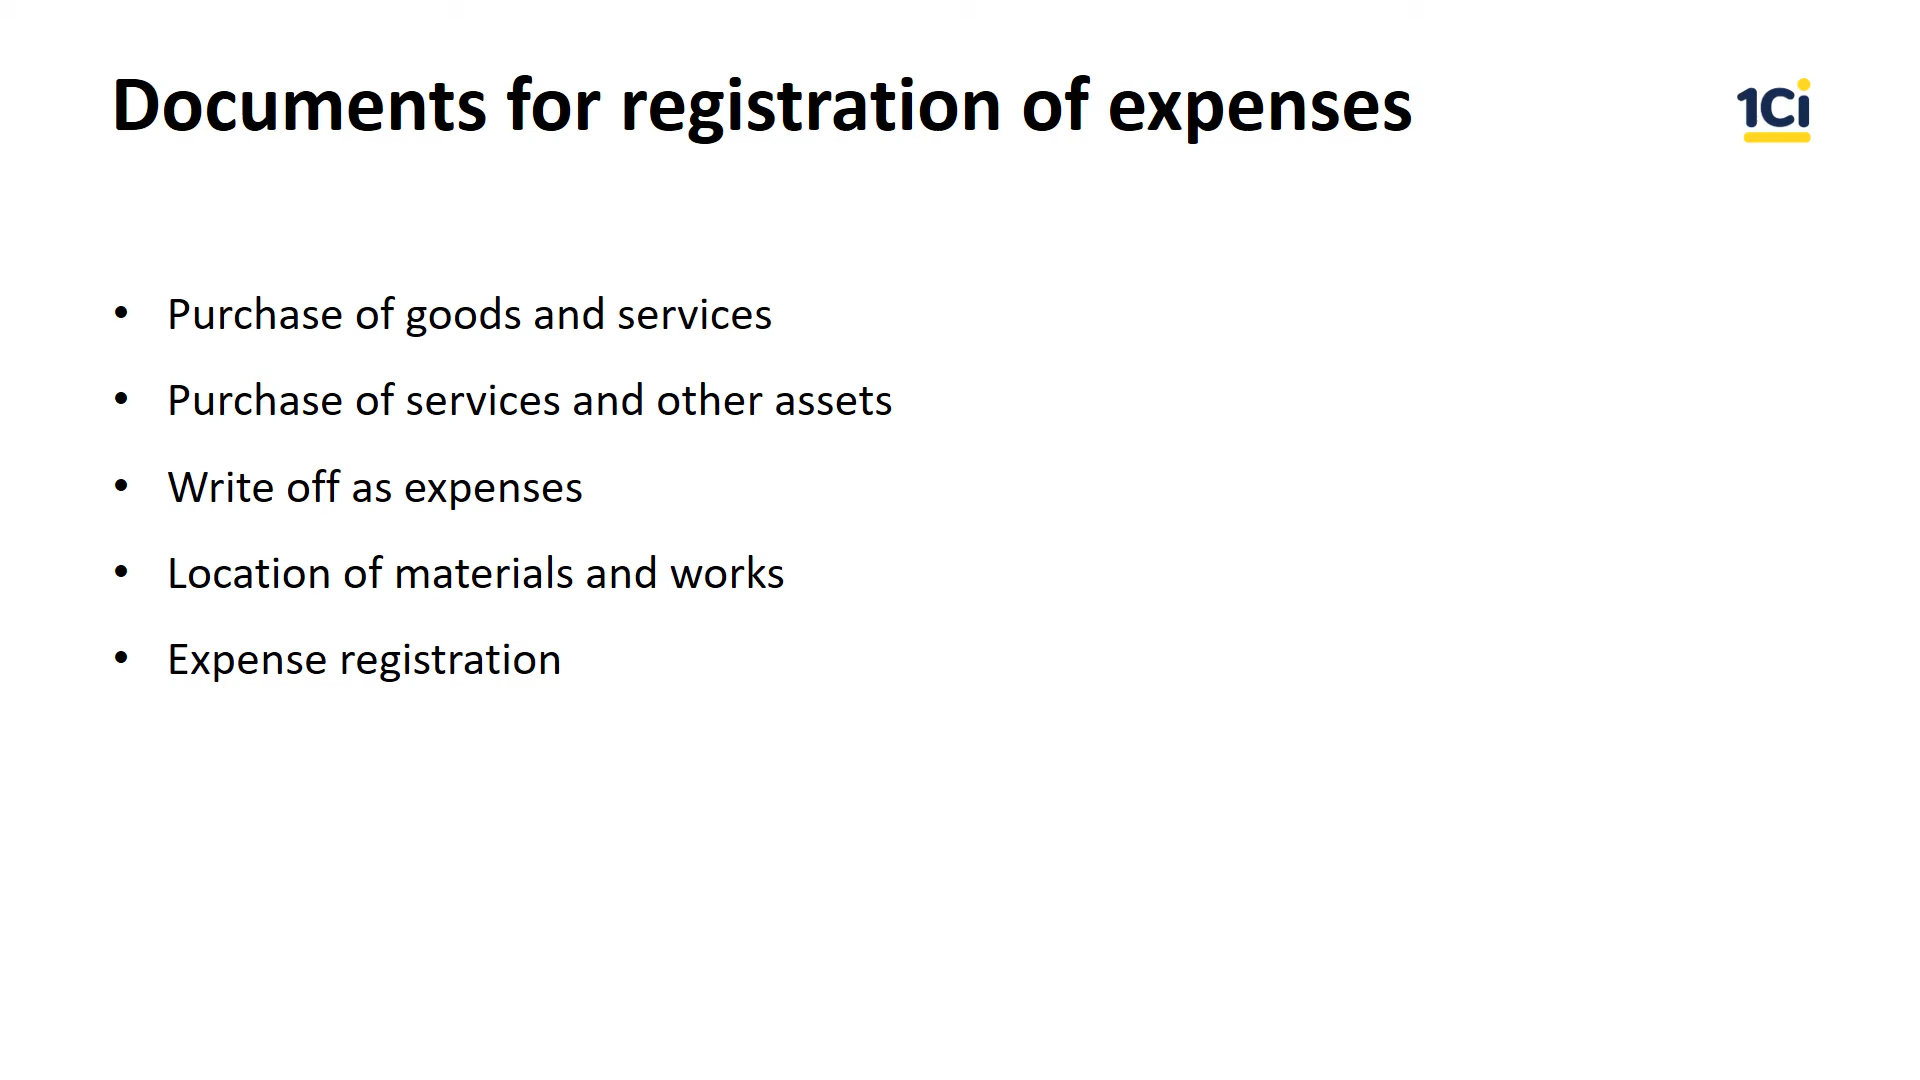 Documents for registration of expenses
1Ci
• Purchase of goods and services
• Purchase of services and other assets
• Write off as expenses
• Location of materials and works
• Expense registration